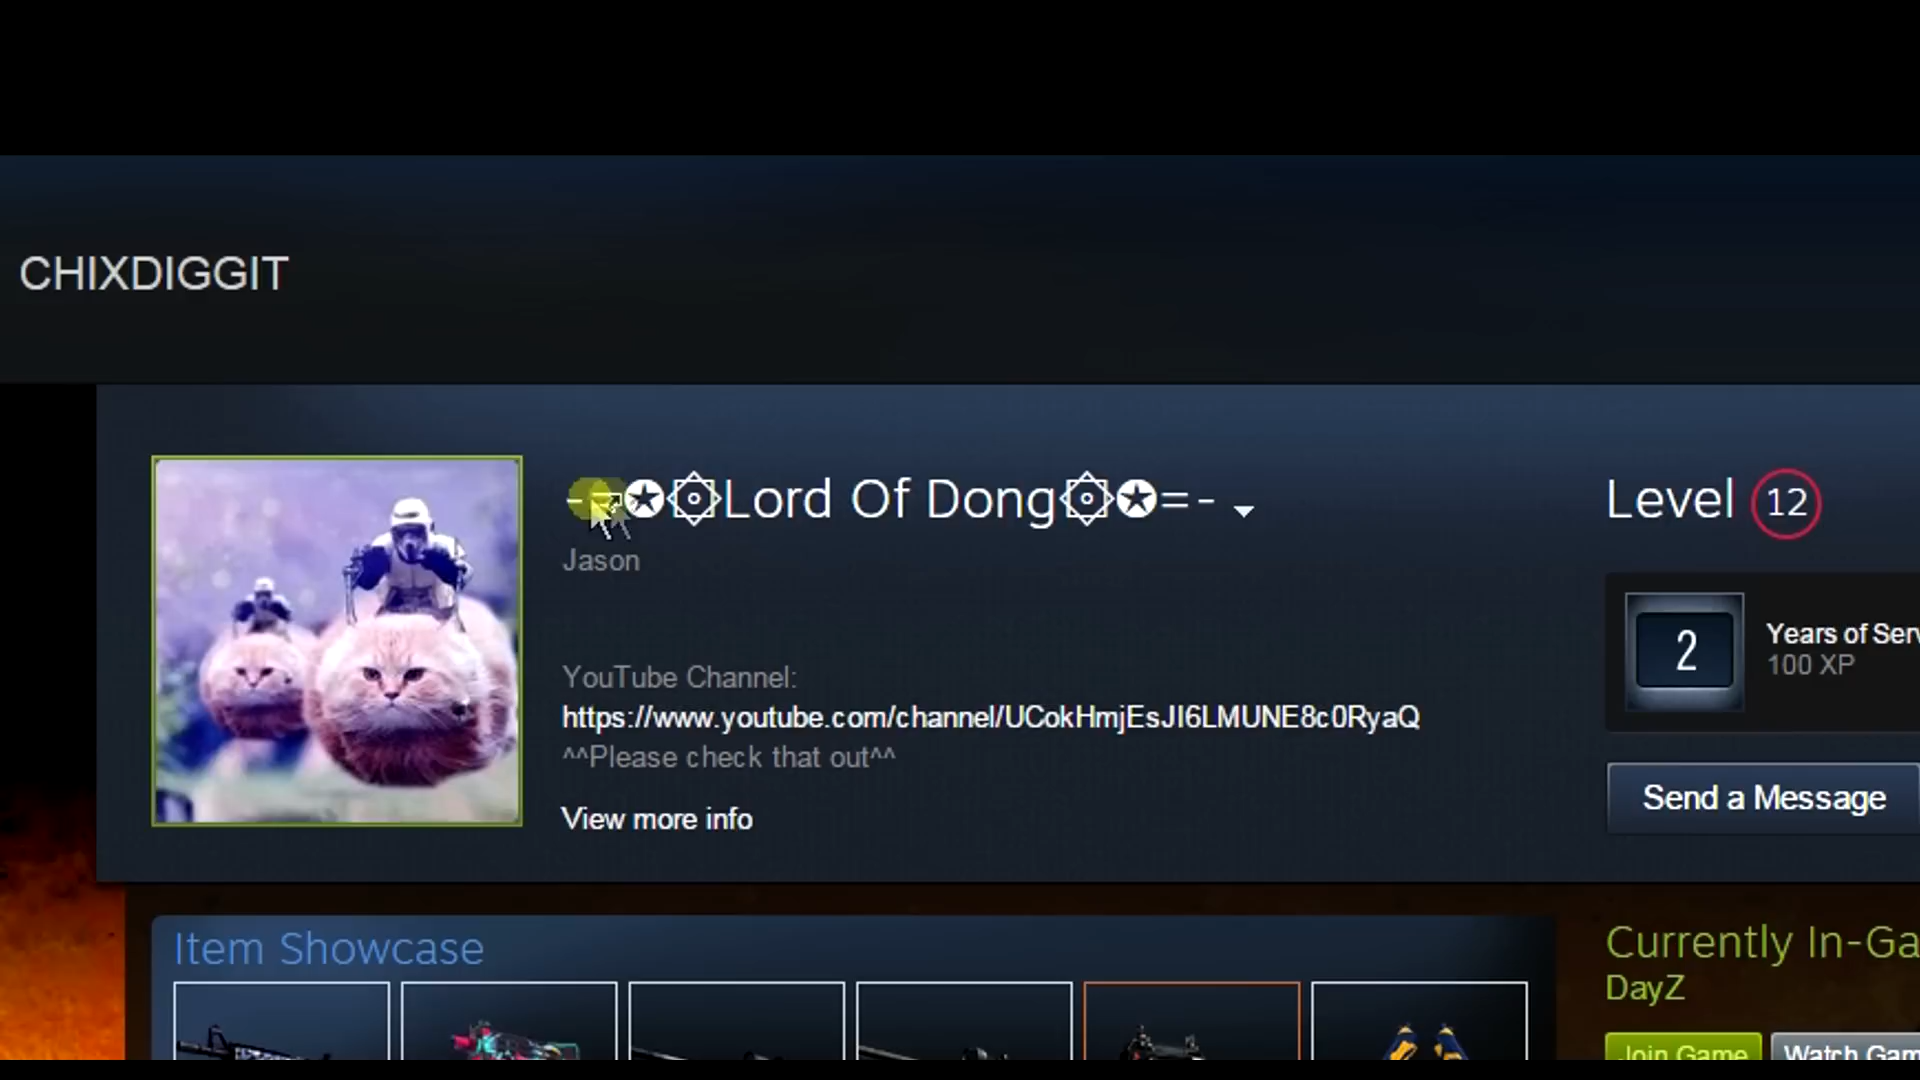 CHIXDIGGIT
-=✪۞Lord Of Dong۞✪=-
Jason
Level 12
2
Years of Serv
100 XP
YouTube Channel:
https://www.youtube.com/channel/UCokHmjEsJI6LMUNE8c0RyaQ
^^Please check that out^^
View more info
Send a Message
Item Showcase
Currently In-Ga
DayZ
Join Game
Watch Gam